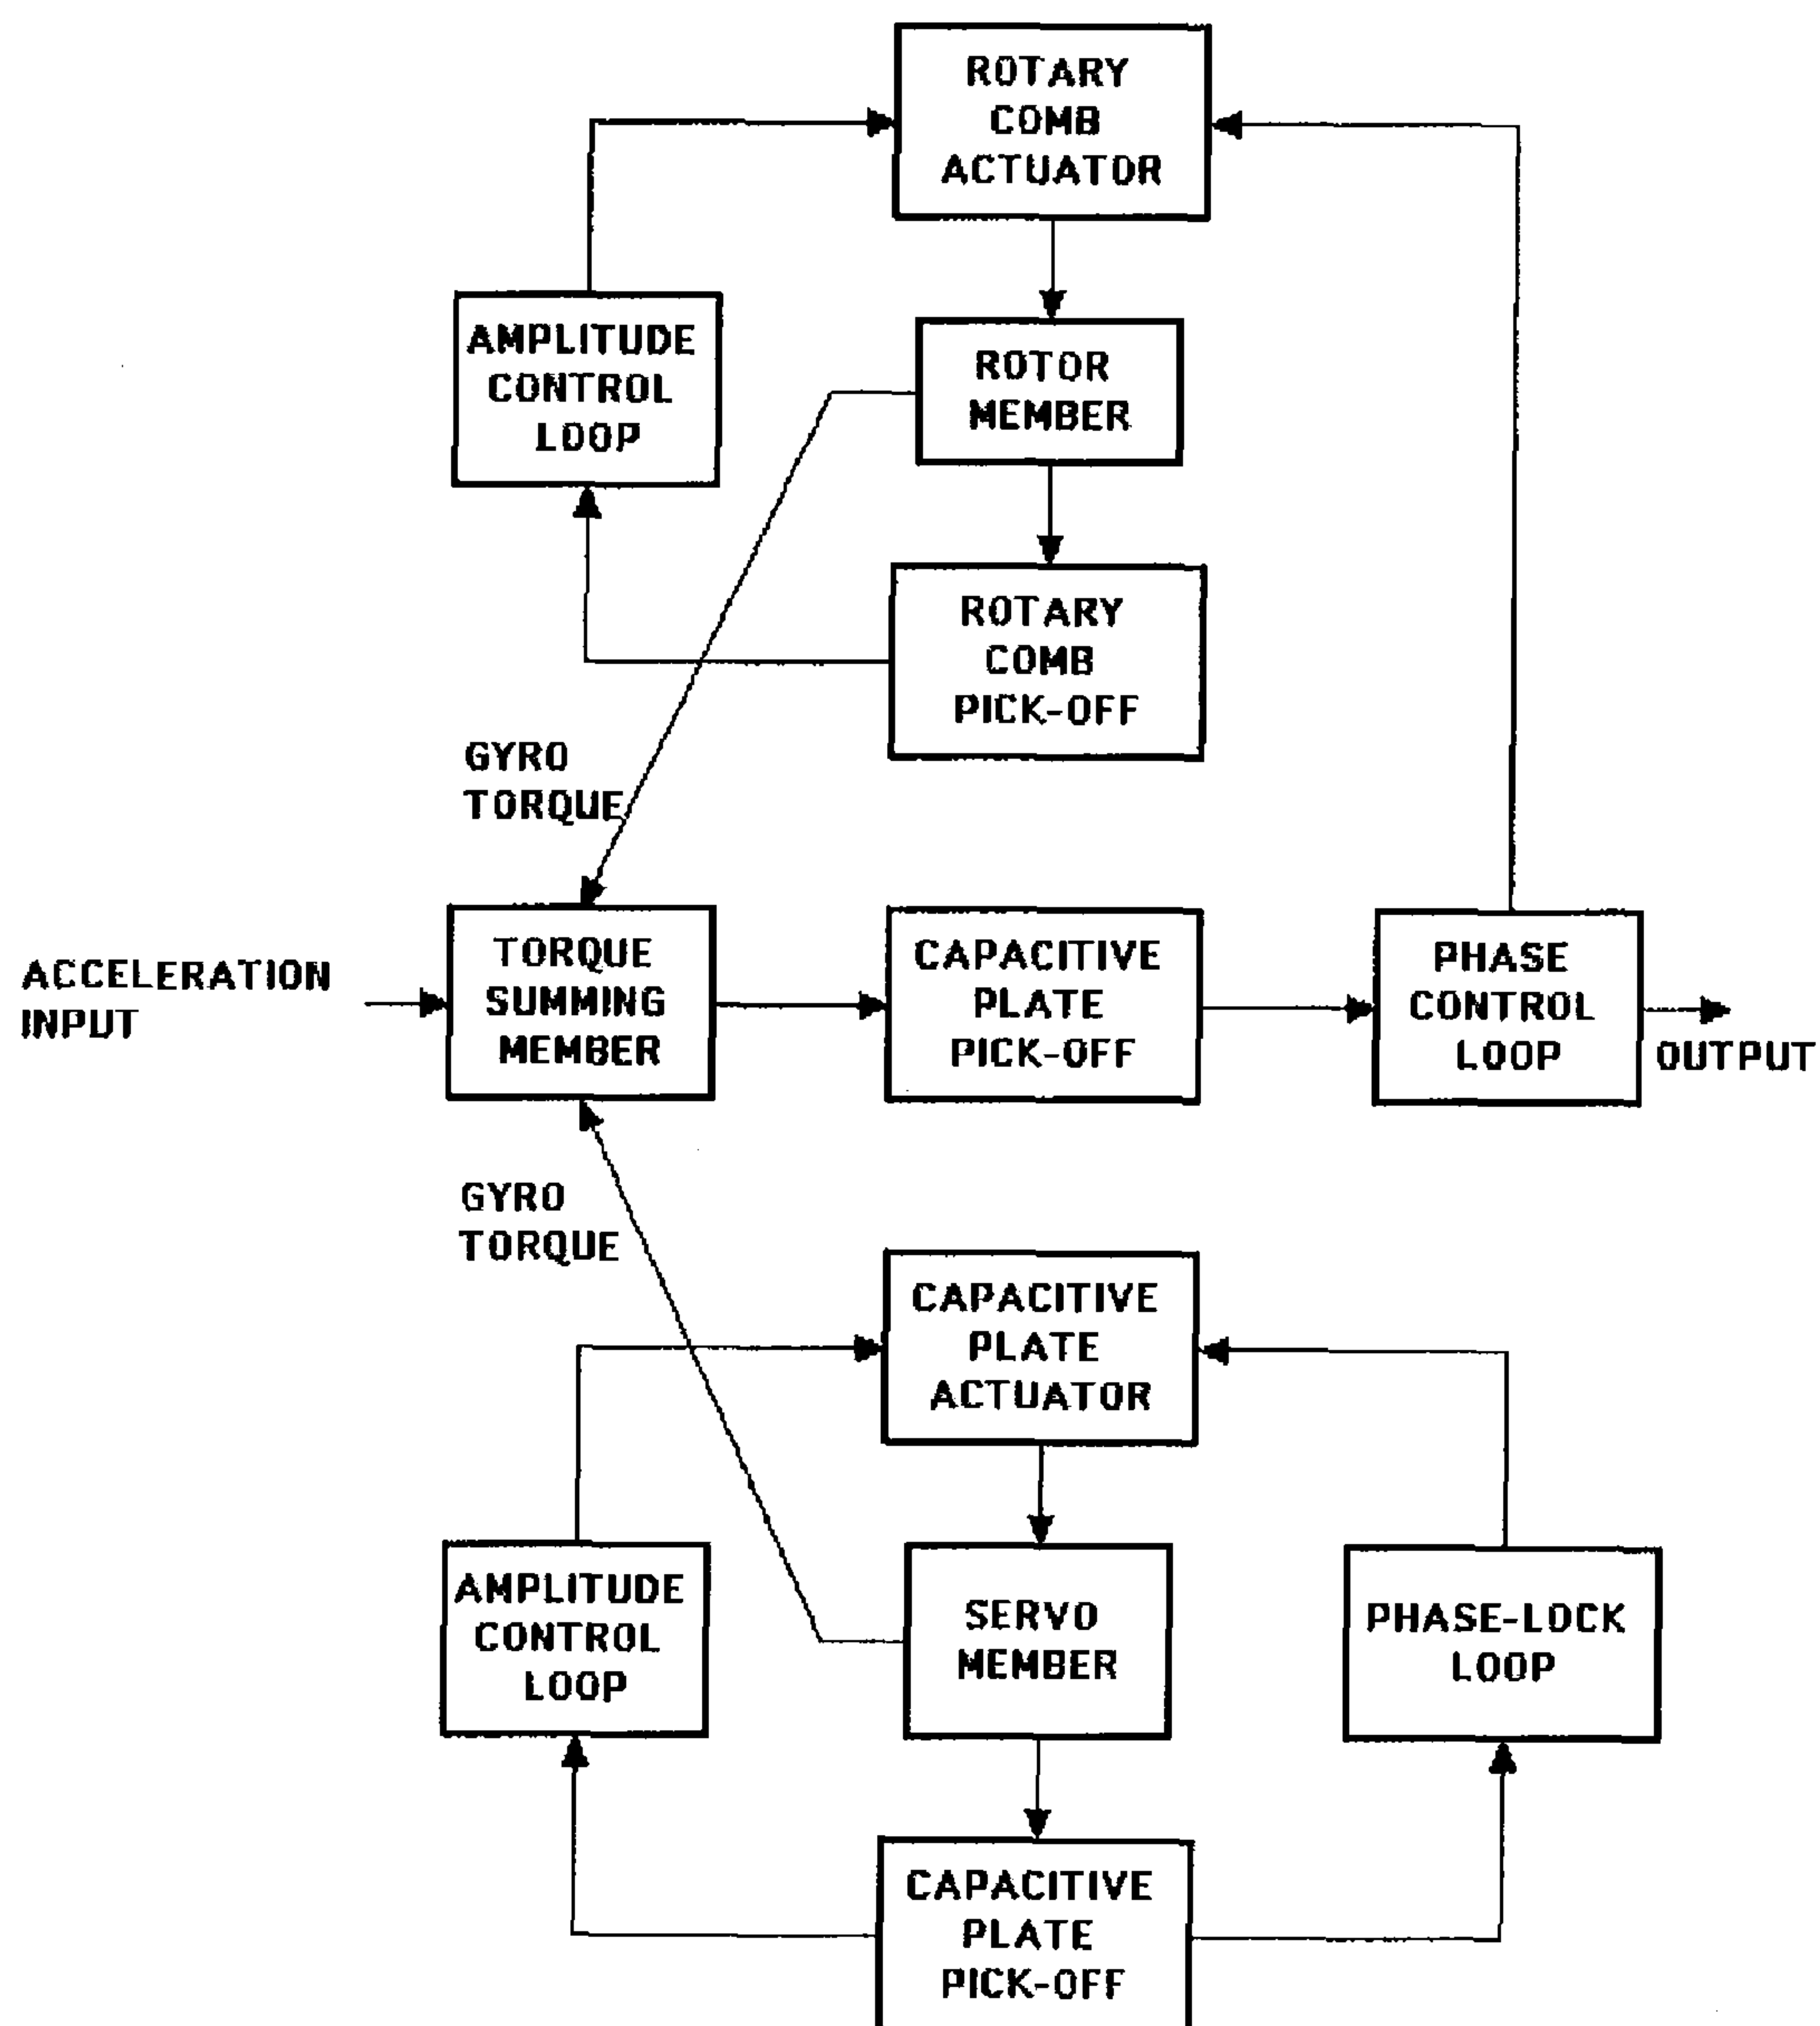 ROTARY
COMB
ACTUATOR
AMPLITUDE
CONTROL
LOOP
ROTOR
MEMBER
ROTARY
COMB
PICK-OFF
GYRO
TORQUE
ACCELERATION
INPUT
TORQUE
SUMMING
MEMBER
CAPACITIVE
PLATE
PICK-OFF
PHASE
CONTROL
LOOP
OUTPUT
GYRO
TORQUE
CAPACITIVE
PLATE
ACTUATOR
AMPLITUDE
CONTROL
LOOP
SERVO
MEMBER
PHASE-LOCK
LOOP
CAPACITIVE
PLATE
PICK-OFF